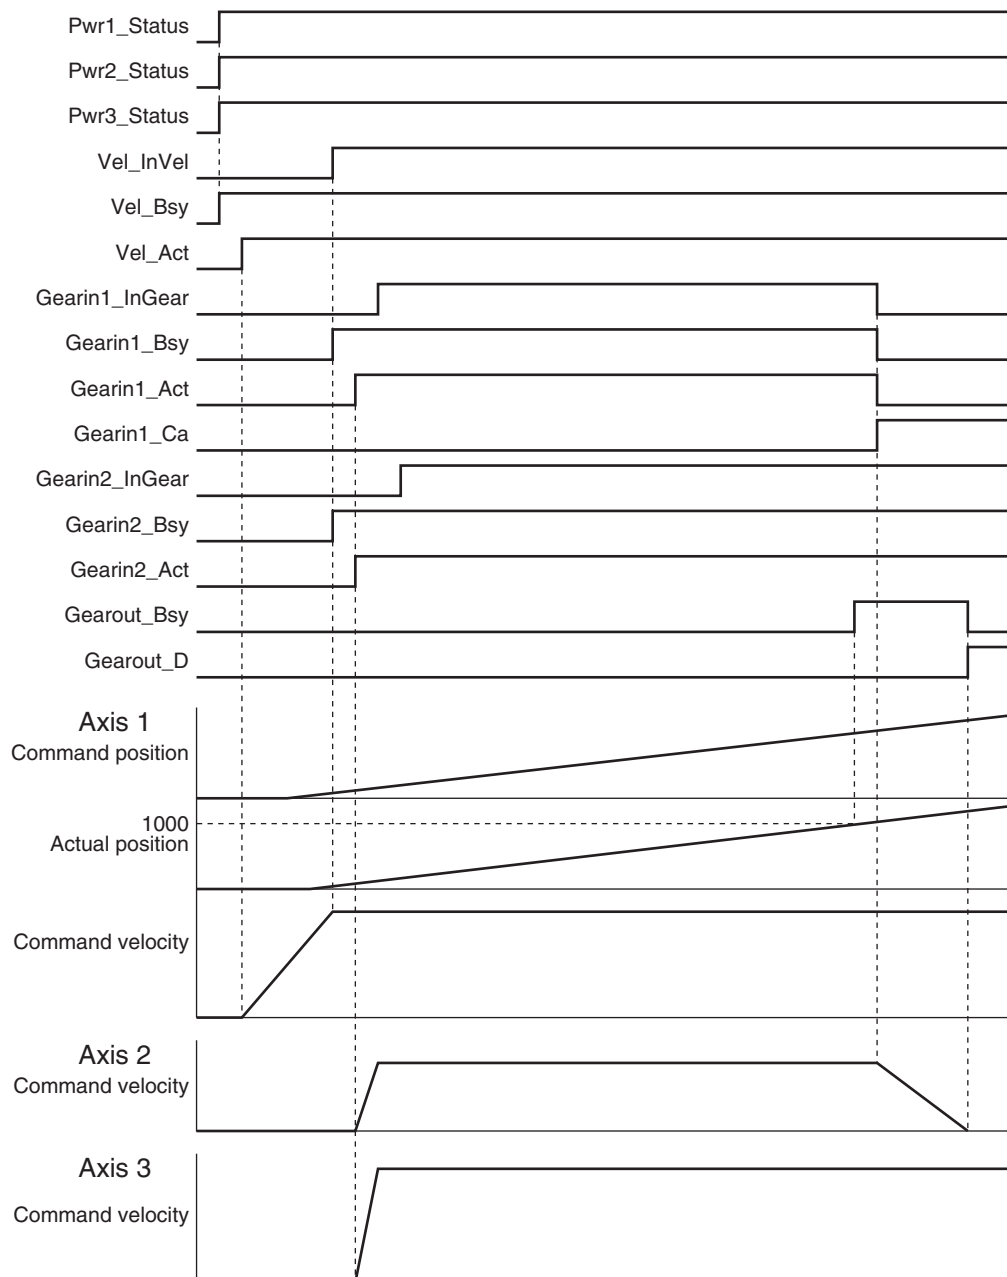 Pwr1_Status
Pwr2_Status
Pwr3_Status
Vel_InVel
Vel_Bsy
Vel_Act
Gearin1_InGear
Gearin1_Bsy
Gearin1_Act
Gearin1_Ca
Gearin2_InGear
Gearin2_Bsy
Gearin2_Act
Gearout_Bsy
Gearout_D
Axis 1
Command position
1000
Actual position
Command velocity
Axis 2
Command velocity
Axis 3
Command velocity